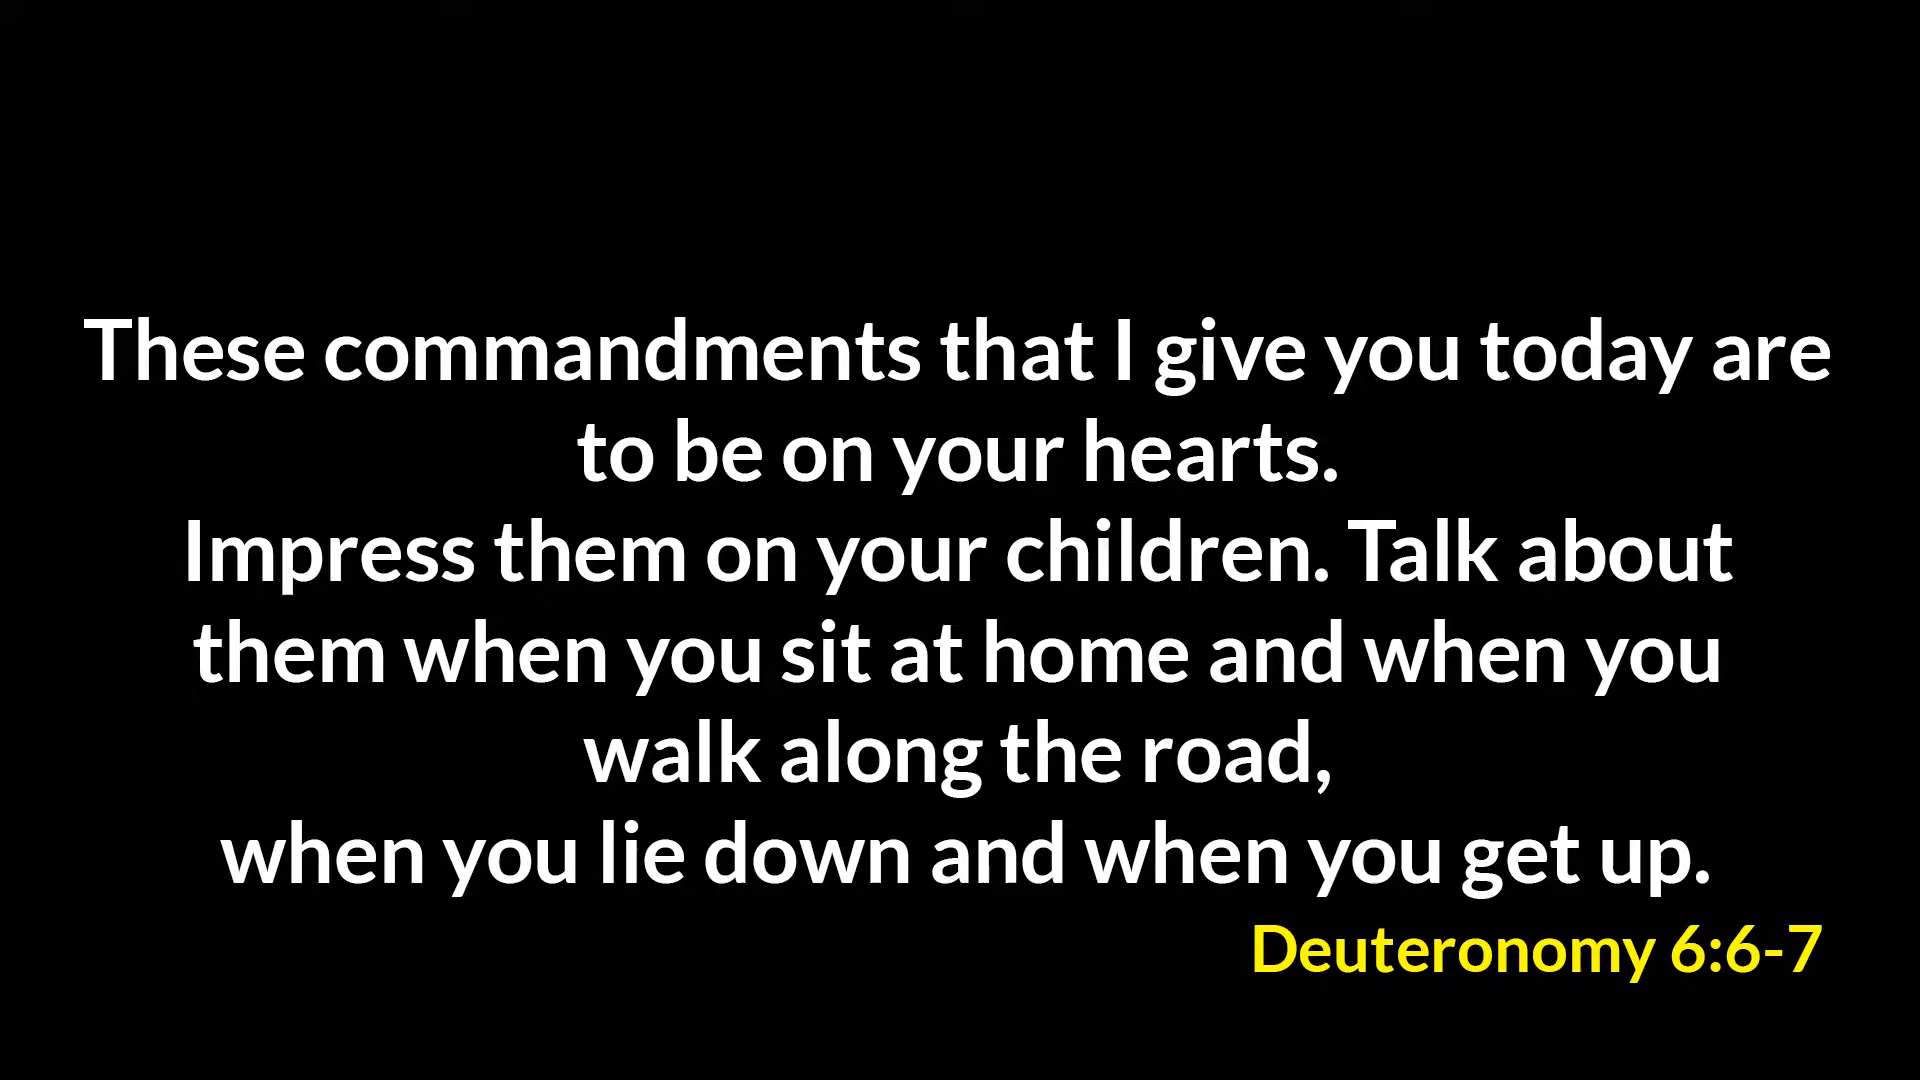 These commandments that I give you today are
to be on your hearts.
Impress them on your children. Talk about
them when you sit at home and when you
walk along the road,
when you lie down and when you get up.
Deuteronomy 6:6-7